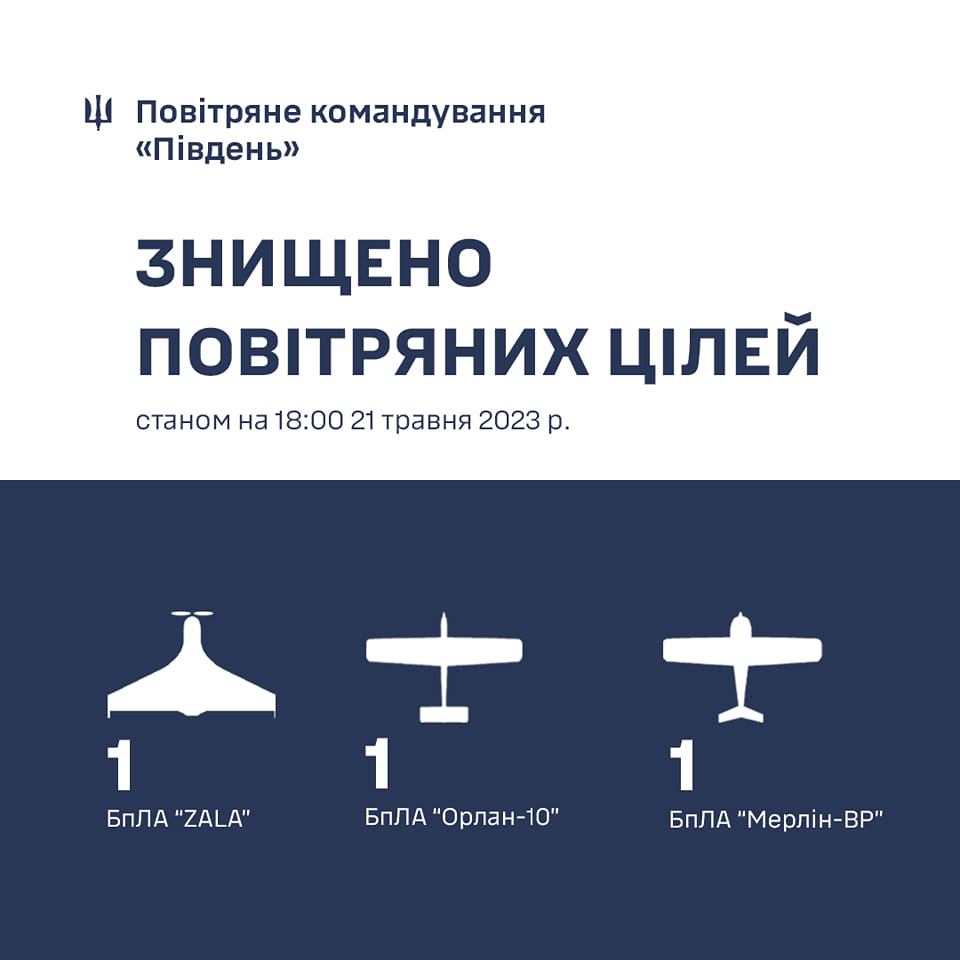 Повітряне командування
«Південь»
ЗНИЩЕНО
ПОВІТРЯНИХ ЦІЛЕЙ
станом на 18:00 21 травня 2023 р.
1
БпЛА “ZALA”
1
БпЛА “Орлан-10”
1
БпЛА “Мерлін-ВР”